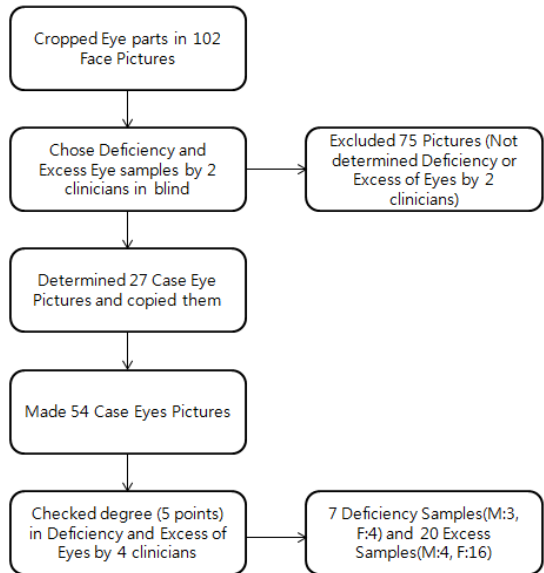 Cropped Eye parts in 102
Face Pictures
Chose Deficiency and
Excess Eye samples by 2
clinicians in blind
Excluded 75 Pictures (Not
determined Deficiency or
Excess of Eyes by 2
clinicians)
Determined 27 Case Eye
Pictures and copied them
Made 54 Case Eyes Pictures
Checked degree (5 points)
in Deficiency and Excess of
Eyes by 4 clinicians
7 Deficiency Samples(M:3,
F:4) and 20 Excess
Samples(M:4, F:16)